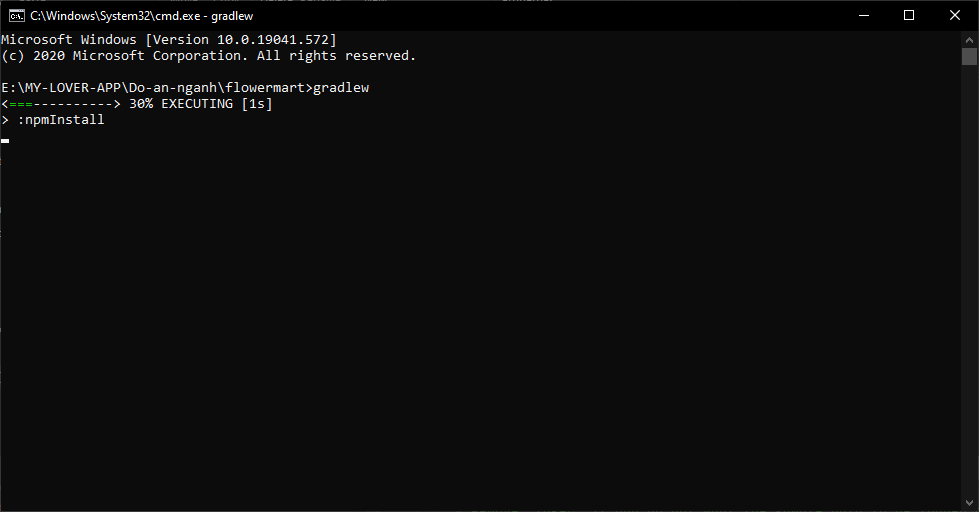 C:\Windows\System32\cmd.exe - gradlew
Microsoft Windows [Version 10.0.19041.572]
(c) 2020 Microsoft Corporation. All rights reserved.
E:\MY-LOVER-APP\Do-an-nganh\flowermart>gradlew
<===----------> 30% EXECUTING [1s]
> :npmInstall